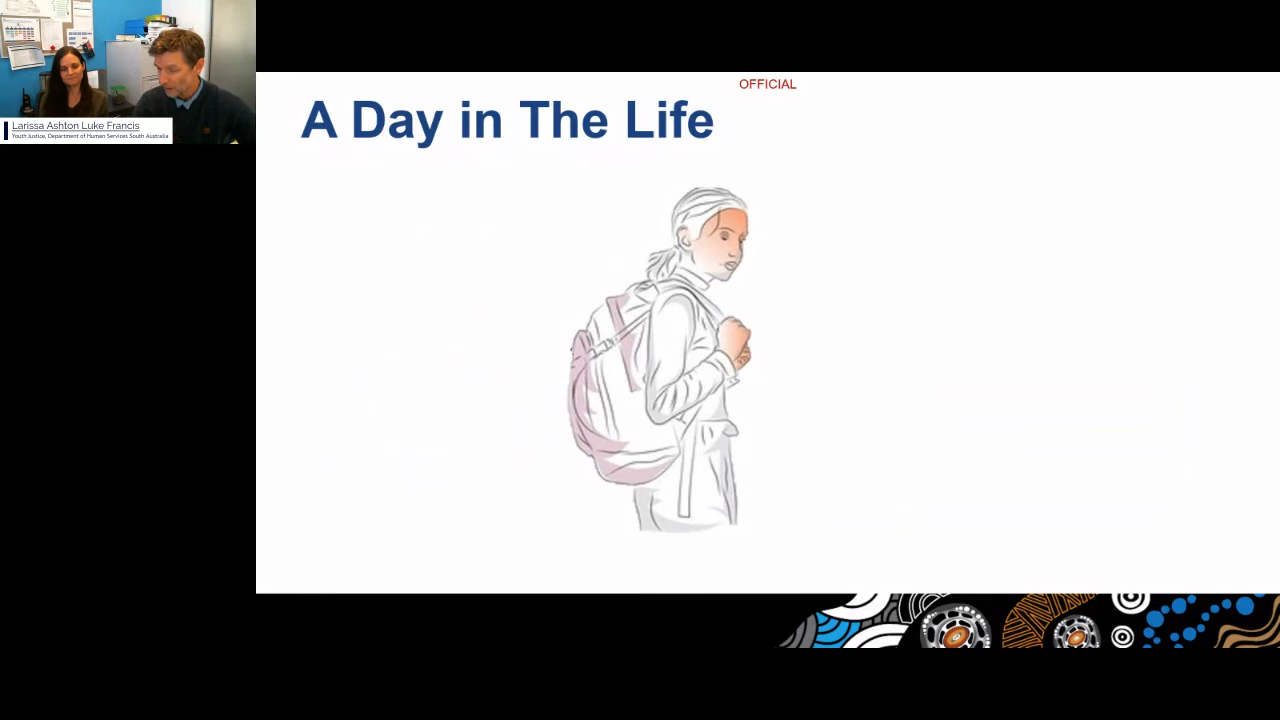 Larissa Ashton Luke Francis
Youth Justice, Department of Human Services South Australia
OFFICIAL
A Day in The Life